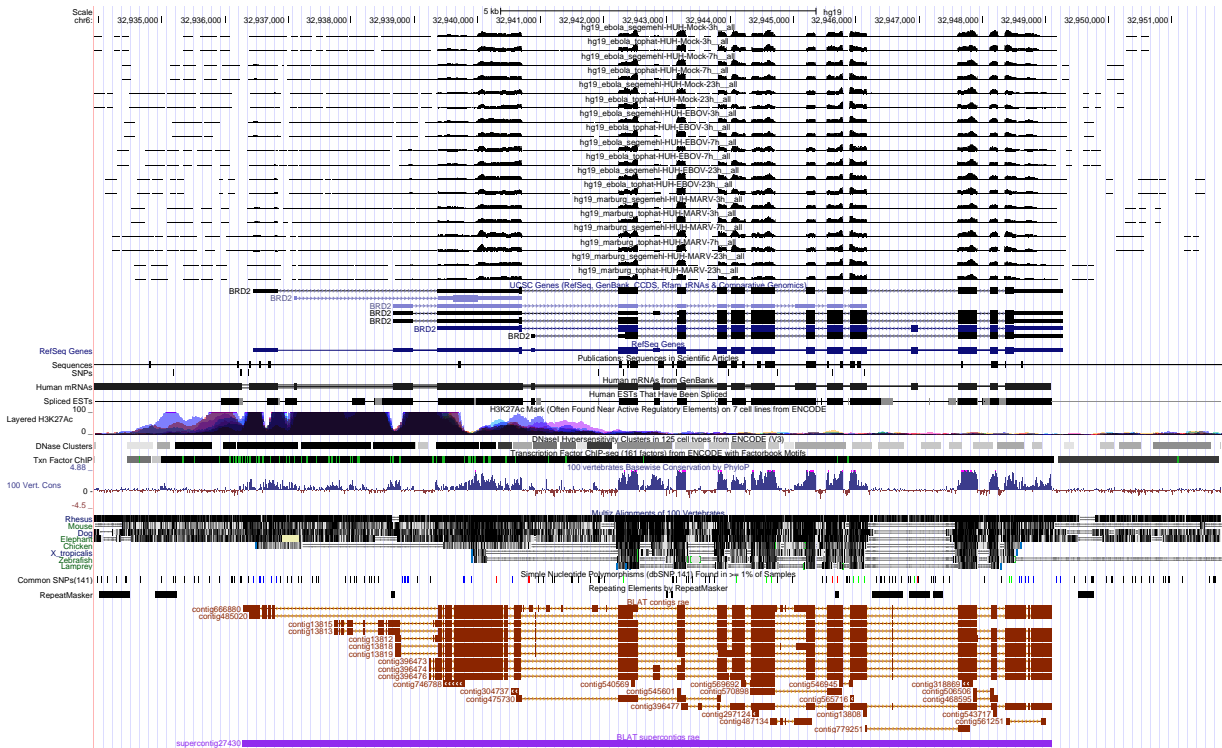 Scale 5 kb hg19
chr6: 32,935,000 32,936,000 32,937,000 32,938,000 32,939,000 32,940,000 32,941,000 32,942,000 32,943,000 32,944,000 32,945,000 32,946,000 32,947,000 32,948,000 32,949,000 32,950,000 32,951,000
hg19_ebola_segemehl-HUH-Mock-3h__all
hg19_ebola_tophat-HUH-Mock-3h__all
hg19_ebola_segemehl-HUH-Mock-7h__all
hg19_ebola_tophat-HUH-Mock-7h__all
hg19_ebola_segemehl-HUH-Mock-23h__all
hg19_ebola_tophat-HUH-Mock-23h__all
hg19_ebola_segemehl-HUH-EBOV-3h__all
hg19_ebola_tophat-HUH-EBOV-3h__all
hg19_ebola_segemehl-HUH-EBOV-7h__all
hg19_ebola_tophat-HUH-EBOV-7h__all
hg19_ebola_segemehl-HUH-EBOV-23h__all
hg19_ebola_tophat-HUH-EBOV-23h__all
hg19_marburg_segemehl-HUH-MARV-3h__all
hg19_marburg_tophat-HUH-MARV-3h__all
hg19_marburg_segemehl-HUH-MARV-7h__all
hg19_marburg_tophat-HUH-MARV-7h__all
hg19_marburg_segemehl-HUH-MARV-23h__all
hg19_marburg_tophat-HUH-MARV-23h__all
UCSC Genes (RefSeq, GenBank, CCDS, Rfam, tRNAs & Comparative Genomics)
BRD2
BRD2
BRD2
BRD2
BRD2
BRD2
BRD2
RefSeq Genes
RefSeq Genes
Publications: Sequences in Scientific Articles
Sequences
SNPs
Human mRNAs from GenBank
Human mRNAs
Human ESTs That Have Been Spliced
Spliced ESTs
H3K27Ac Mark (Often Found Near Active Regulatory Elements) on 7 cell lines from ENCODE
100 _
Layered H3K27Ac
0 _
DNaseI Hypersensitivity Clusters in 125 cell types from ENCODE (V3)
DNase Clusters
Transcription Factor ChIP-seq (161 factors) from ENCODE with Factorbook Motifs
Txn Factor ChIP
100 vertebrates Basewise Conservation by PhyloP
4.88 _
100 Vert. Cons
0 -
-4.5 _
Multiz Alignments of 100 Vertebrates
Rhesus
Mouse
Dog
Elephant
Chicken
X_tropicalis
Zebrafish
Lamprey
Simple Nucleotide Polymorphisms (dbSNP 141) Found in >= 1% of Samples
Common SNPs(141)
Repeating Elements by RepeatMasker
RepeatMasker
BLAT contigs rae
contig666880
contig485020
contig13815
contig13813
contig13812
contig13818
contig13819
contig396473
contig396474
contig396476
contig746788 contig540569 contig569692 contig546945 contig318869
contig304737 contig545601 contig570898 contig506506
contig475730 contig565716 contig468595
contig396477
contig297124 contig13808 contig543717
contig487134 contig561251
contig779251
BLAT supercontigs rae
supercontig27430